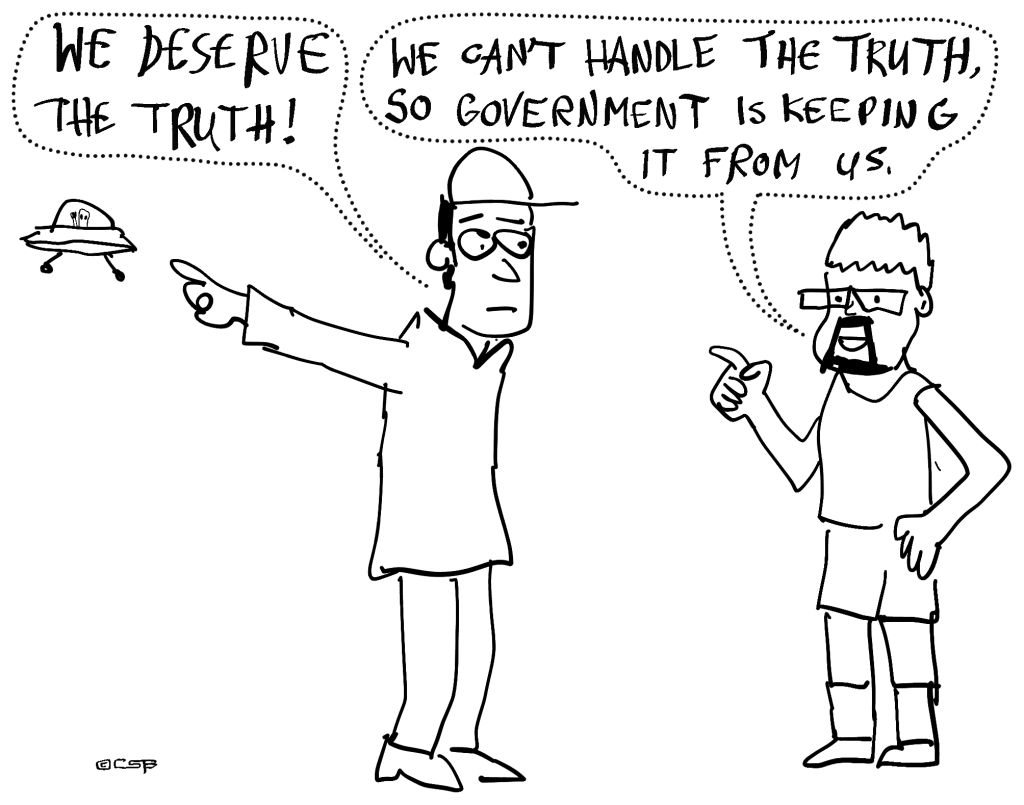 WE DESERVE
THE TRUTH!
WE CAN'T HANDLE THE TRUTH,
SO GOVERNMENT IS KEEPING
IT FROM US.
©CSB